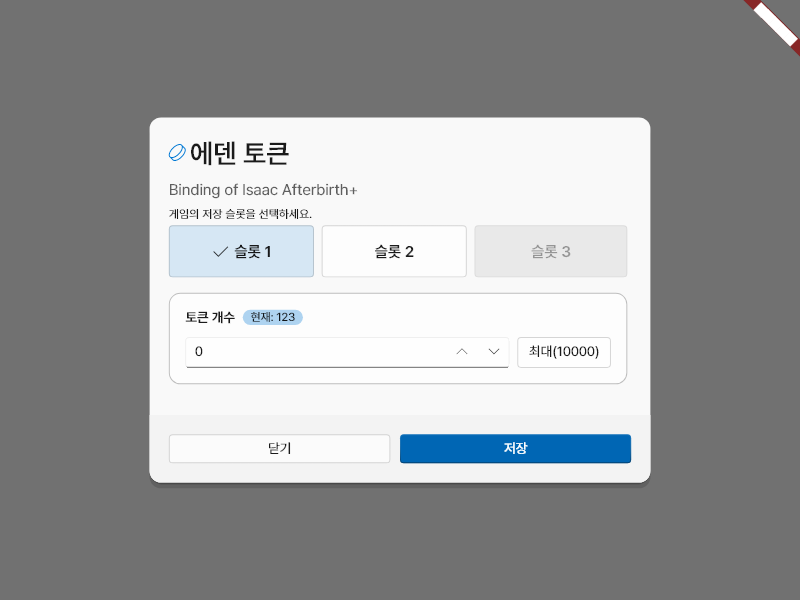 에덴 토큰
Binding of Isaac Afterbirth+
게임의 저장 슬롯을 선택하세요.
슬롯 1
슬롯 2
슬롯 3
토큰 개수
현재: 123
0
최대(10000)
닫기
저장